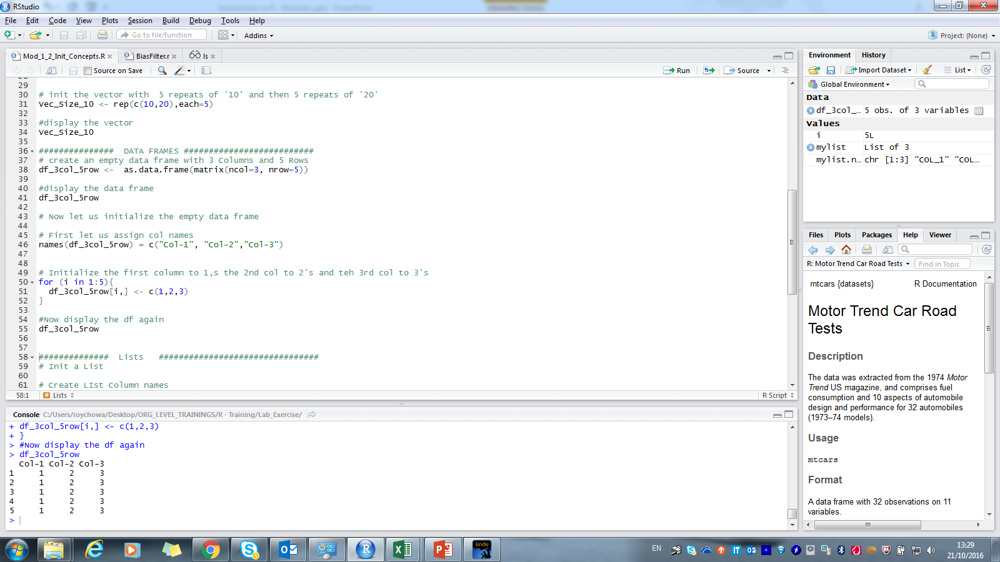 RStudio
File Edit Code View Plots Session Build Debug Tools Help
Go to file/function Addins Project: (None)
Mod_1_2_Init_Concepts.R BiasFilter.r ls
Source on Save Run Source
29
30 # init the vector with  5 repeats of '10' and then 5 repeats of '20'
31 Vec_Size_10 <- rep(c(10,20),each=5)
32
33 #display the vector
34 Vec_Size_10
35
36 ###############  DATA FRAMES ##########################
37 # create an empty data frame with 3 Columns and 5 Rows
38 df_3col_5row <-  as.data.frame(matrix(ncol=3, nrow=5))
39
40 #display the data frame
41 df_3col_5row
42
43 # Now let us initialize the empty data frame
44
45 # First let us assign col names
46 names(df_3col_5row) = c("Col-1", "Col-2","Col-3")
47
48
49 # Initialize the first column to 1,s the 2nd col to 2's and teh 3rd col to 3's
50 for (i in 1:5){
51   df_3col_5row[i,] <- c(1,2,3)
52 }
53
54 #Now display the df again
55 df_3col_5row
56
57
58 ##############  Lists   ################################
59 # Init a List
60
61 # Create LIst Column names
58:1 # Lists R Script
Console C:/Users/roychowa/Desktop/ORG_LEVEL_TRAININGS/R - Training/Lab_Exercise/
+ df_3col_5row[i,] <- c(1,2,3)
+ }
> #Now display the df again
> df_3col_5row
  Col-1 Col-2 Col-3
1     1     2     3
2     1     2     3
3     1     2     3
4     1     2     3
5     1     2     3
>
Environment History
Import Dataset List
Global Environment
Data
df_3col_… 5 obs. of 3 variables
Values
i 5L
mylist List of 3
mylist.n… chr [1:3] "COL_1" "COL…
Files Plots Packages Help Viewer
R: Motor Trend Car Road Tests Find in Topic
mtcars {datasets} R Documentation
Motor Trend Car Road
Tests
Description
The data was extracted from the 1974 Motor
Trend US magazine, and comprises fuel
consumption and 10 aspects of automobile
design and performance for 32 automobiles
(1973–74 models).
Usage
mtcars
Format
A data frame with 32 observations on 11
variables.
kindle
EN
13:29
21/10/2016